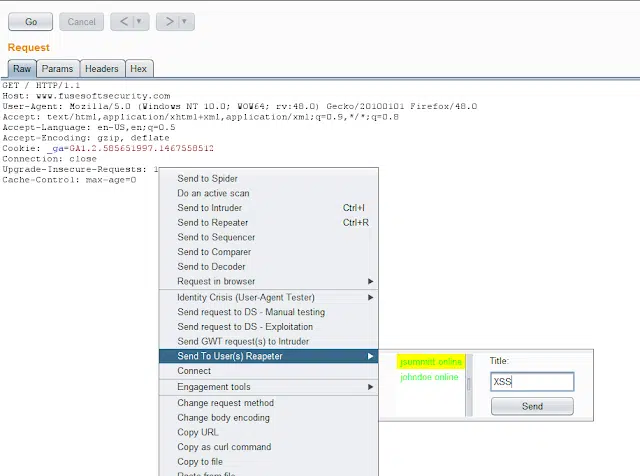 Go
Cancel
<
>
Request
Raw
Params
Headers
Hex
GET / HTTP/1.1
Host: www.fusesoftsecurity.com
User-Agent: Mozilla/5.0 (Windows NT 10.0; WOW64; rv:48.0) Gecko/20100101 Firefox/48.0
Accept: text/html,application/xhtml+xml,application/xml;q=0.9,*/*;q=0.8
Accept-Language: en-US,en;q=0.5
Accept-Encoding: gzip, deflate
Cookie: _ga=GA1.2.585651997.1467558512
Connection: close
Upgrade-Insecure-Requests: 1
Cache-Control: max-age=0
Send to Spider
Do an active scan
Send to Intruder Ctrl+I
Send to Repeater Ctrl+R
Send to Sequencer
Send to Comparer
Send to Decoder
Request in browser
Identity Crisis (User-Agent Tester)
Send request to DS - Manual testing
Send request to DS - Exploitation
Send GWT request(s) to Intruder
Send To User(s) Reapeter
Connect
Engagement tools
Change request method
Change body encoding
Copy URL
Copy as curl command
Copy to file
Paste from file
jsummitt online
johndoe online
Title:
XSS
Send